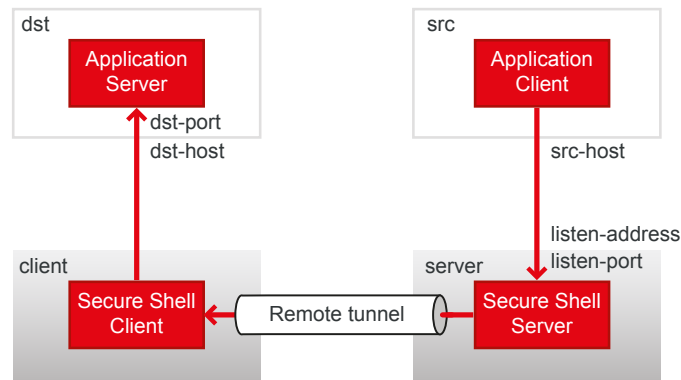 dst
Application
Server
dst-port
dst-host
src
Application
Client
src-host
listen-address
listen-port
client
Secure Shell
Client
Remote tunnel
server
Secure Shell
Server